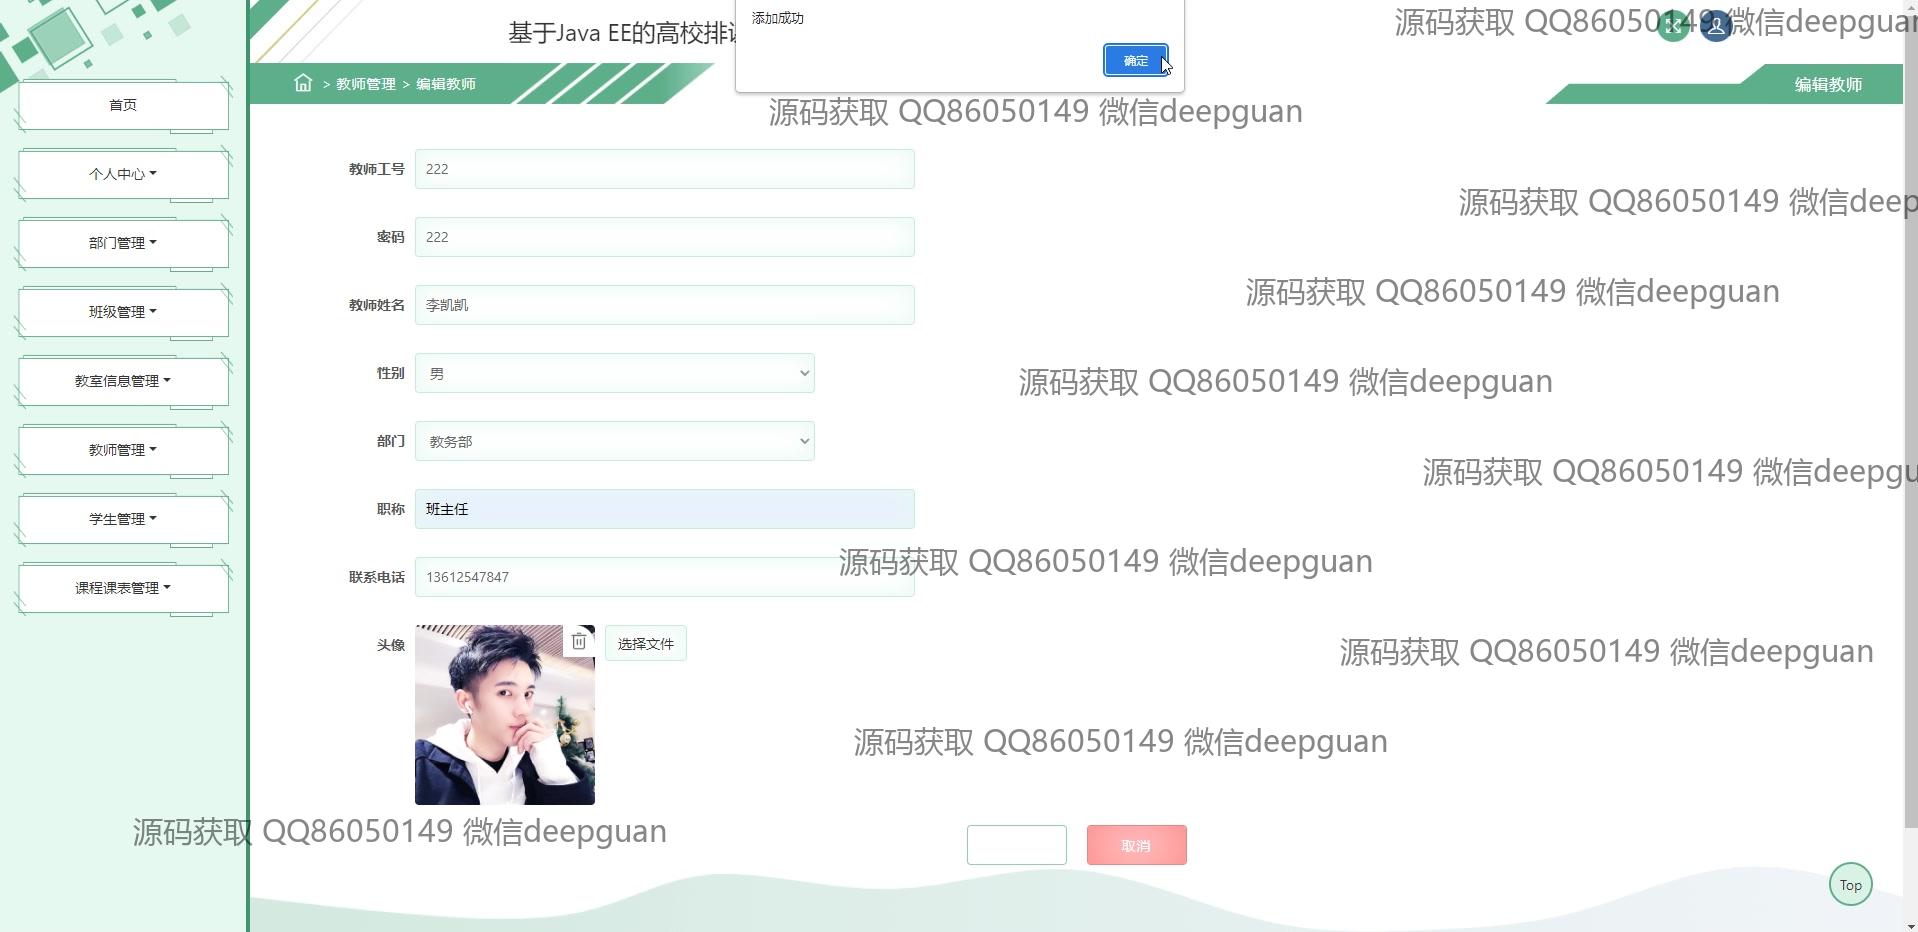 添加成功
确定
基于Java EE的高校排
源码获取 QQ86050149 微信deepguan
首页
个人中心
部门管理
班级管理
教室信息管理
教师管理
学生管理
课程课表管理
> 教师管理 > 编辑教师
编辑教师
源码获取 QQ86050149 微信deepguan
教师工号 222
源码获取 QQ86050149 微信deep
密码 222
源码获取 QQ86050149 微信deepguan
教师姓名 李凯凯
性别 男
源码获取 QQ86050149 微信deepguan
部门 教务部
源码获取 QQ86050149 微信deepgu
职称 班主任
源码获取 QQ86050149 微信deepguan
联系电话 13612547847
头像
选择文件
源码获取 QQ86050149 微信deepguan
源码获取 QQ86050149 微信deepguan
源码获取 QQ86050149 微信deepguan
取消
Top